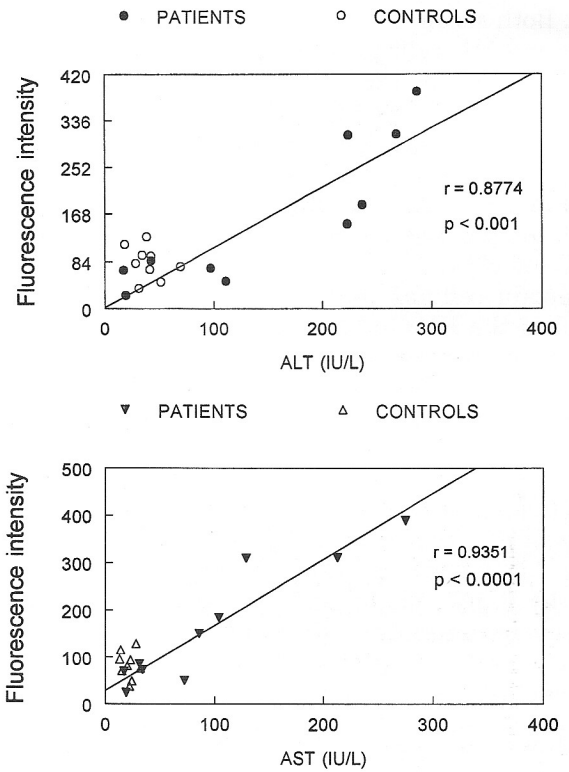 PATIENTS CONTROLS
420
336
252
168
84
0
Fluorescence intensity
r = 0.8774
p < 0.001
0 100 200 300 400
ALT (IU/L)
PATIENTS CONTROLS
500
400
300
200
100
0
Fluorescence intensity
r = 0.9351
p < 0.0001
0 100 200 300 400
AST (IU/L)